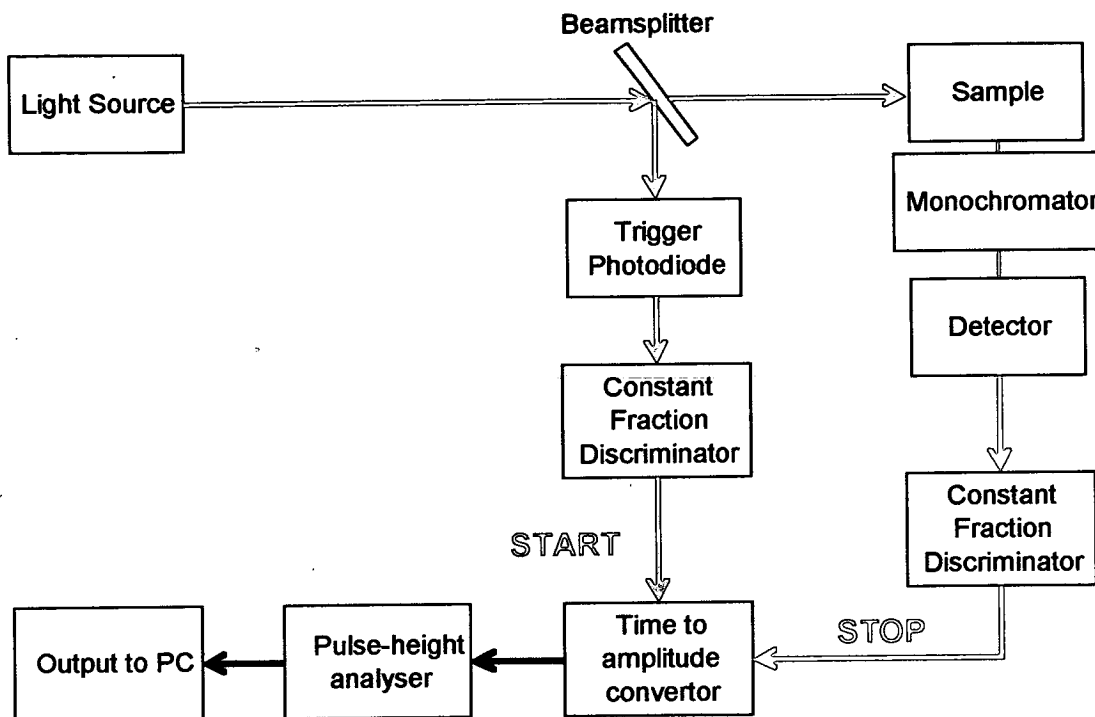 Beamsplitter
Light Source
Sample
Monochromator
Trigger
Photodiode
Detector
Constant
Fraction
Discriminator
Constant
Fraction
Discriminator
START
STOP
Time to
amplitude
convertor
Pulse-height
analyser
Output to PC